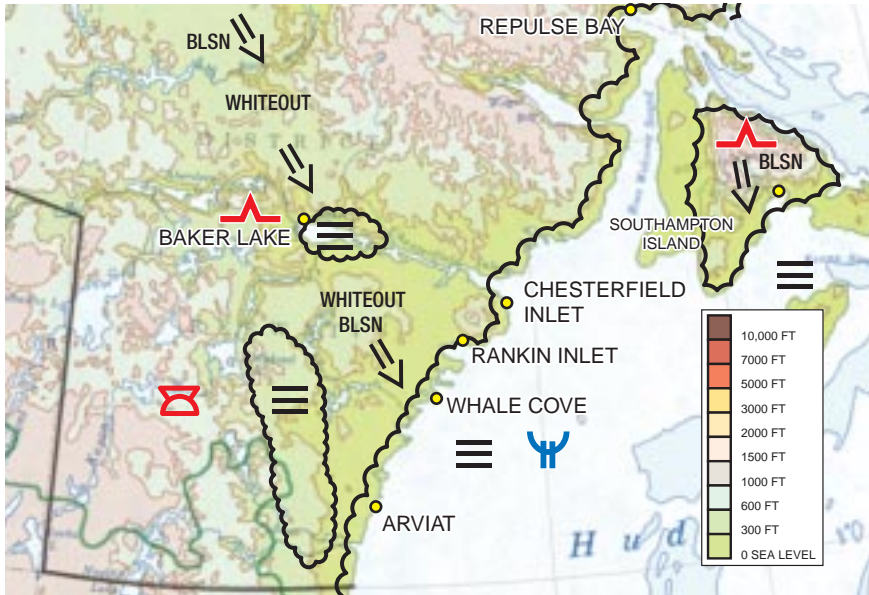 REPULSE BAY
BLSN
WHITEOUT
BLSN
SOUTHAMPTON
ISLAND
BAKER LAKE
WHITEOUT
BLSN
CHESTERFIELD
INLET
RANKIN INLET
WHALE COVE
ARVIAT
10,000 FT
7000 FT
5000 FT
3000 FT
2000 FT
1500 FT
1000 FT
600 FT
300 FT
0 SEA LEVEL
H u d